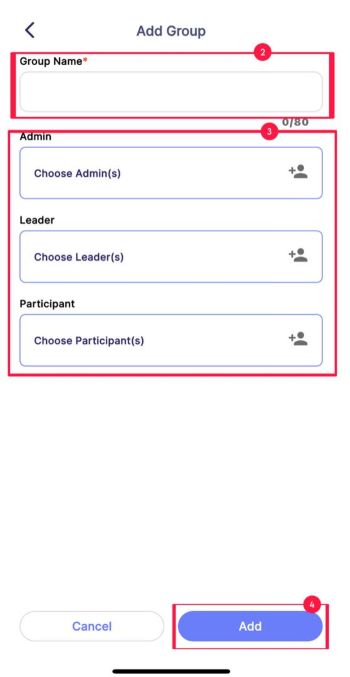 Add Group
2
Group Name*
0/80
3
Admin
Choose Admin(s)
Leader
Choose Leader(s)
Participant
Choose Participant(s)
4
Cancel Add